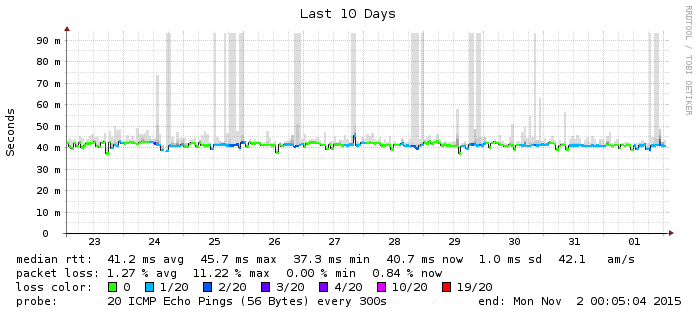 Last 10 Days
RRDTOOL / TOBI OETIKER
Seconds
90 m
80 m
70 m
60 m
50 m
40 m
30 m
20 m
10 m
0
23 24 25 26 27 28 29 30 31 01
median rtt: 41.2 ms avg 45.7 ms max 37.3 ms min 40.7 ms now 1.0 ms sd 42.1 am/s
packet loss: 1.27 % avg 11.22 % max 0.00 % min 0.84 % now
loss color: 0 1/20 2/20 3/20 4/20 10/20 19/20
probe: 20 ICMP Echo Pings (56 Bytes) every 300s end: Mon Nov 2 00:05:04 2015